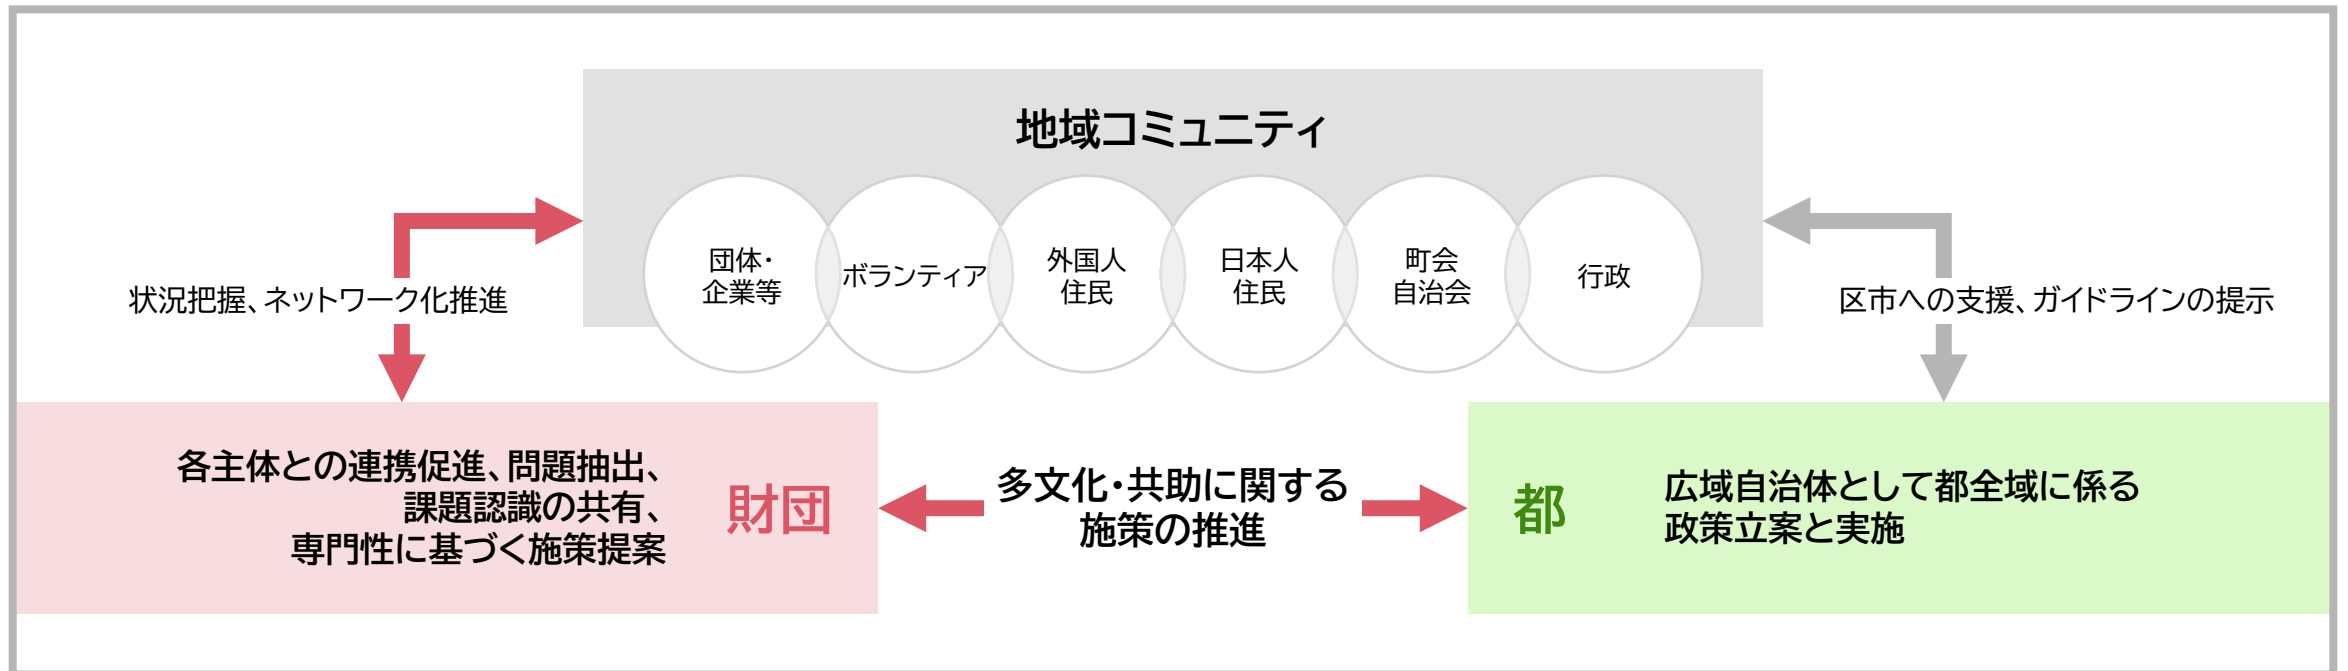 地域コミュニティ
団体・
企業等
ボランティア
外国人
住民
日本人
住民
町会
自治会
行政
状況把握、ネットワーク化推進
区市への支援、ガイドラインの提示
各主体との連携促進、問題抽出、
課題認識の共有、
専門性に基づく施策提案
財団
多文化・共助に関する
施策の推進
都
広域自治体として都全域に係る
政策立案と実施